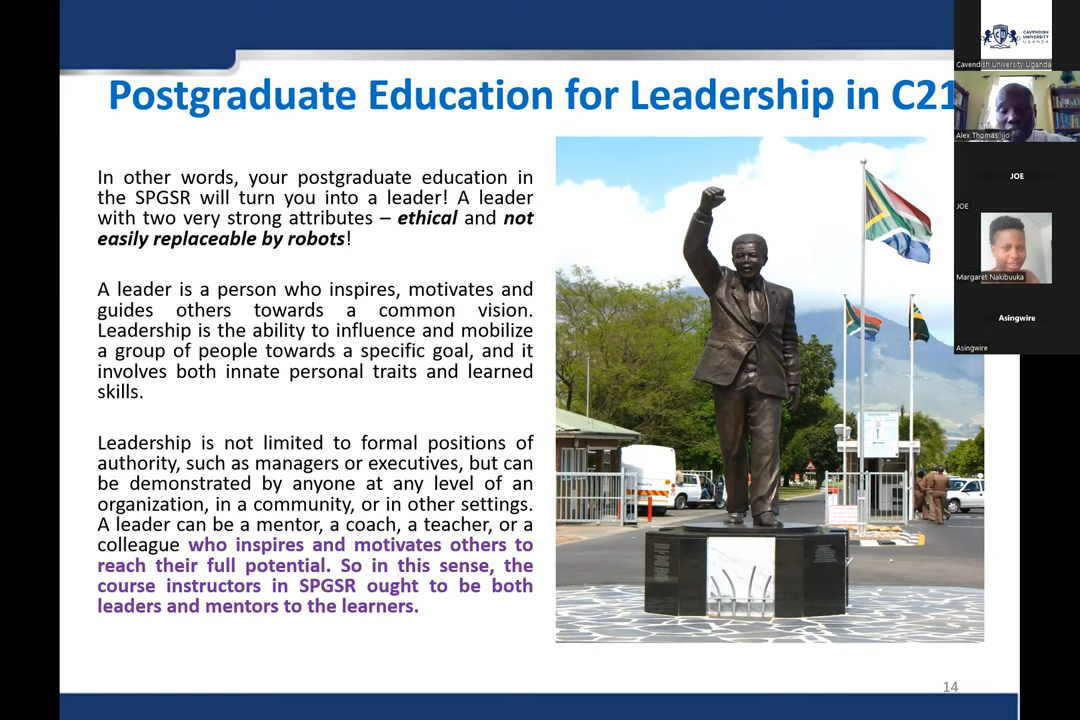 Postgraduate Education for Leadership in C21
In other words, your postgraduate education in
the SPGSR will turn you into a leader! A leader
with two very strong attributes – ethical and not
easily replaceable by robots!
A leader is a person who inspires, motivates and
guides others towards a common vision.
Leadership is the ability to influence and mobilize
a group of people towards a specific goal, and it
involves both innate personal traits and learned
skills.
Leadership is not limited to formal positions of
authority, such as managers or executives, but can
be demonstrated by anyone at any level of an
organization, in a community, or in other settings.
A leader can be a mentor, a coach, a teacher, or a
colleague who inspires and motivates others to
reach their full potential. So in this sense, the
course instructors in SPGSR ought to be both
leaders and mentors to the learners.
14
CAVENDISH
UNIVERSITY
UGANDA
Cavendish University Uganda
Alex Thomas Ijjo
JOE
JOE
Margaret Nakibuuka
Asingwire
Asingwire